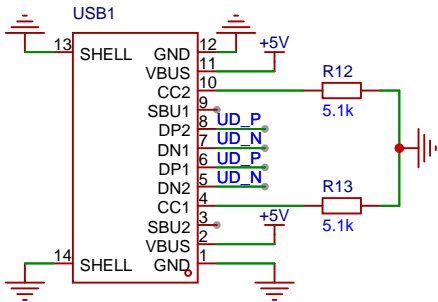 USB1
13 SHELL GND 12
+5V
VBUS 11
CC2 10
R12
5.1k
SBU1 9
DP2 8 UD_P
DN1 7 UD_N
DP1 6 UD_P
DN2 5 UD_N
R13
CC1 4
5.1k
SBU2 3
+5V
VBUS 2
14 SHELL GND 1